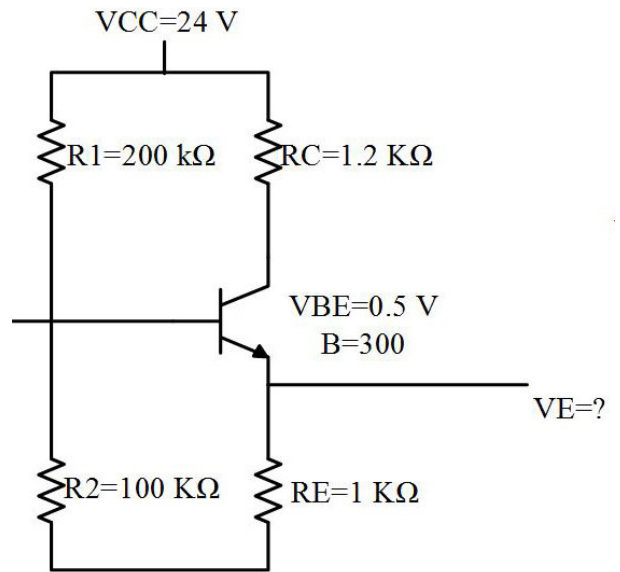 VCC=24 V
R1=200 kΩ
RC=1.2 KΩ
VBE=0.5 V
B=300
VE=?
R2=100 KΩ
RE=1 KΩ